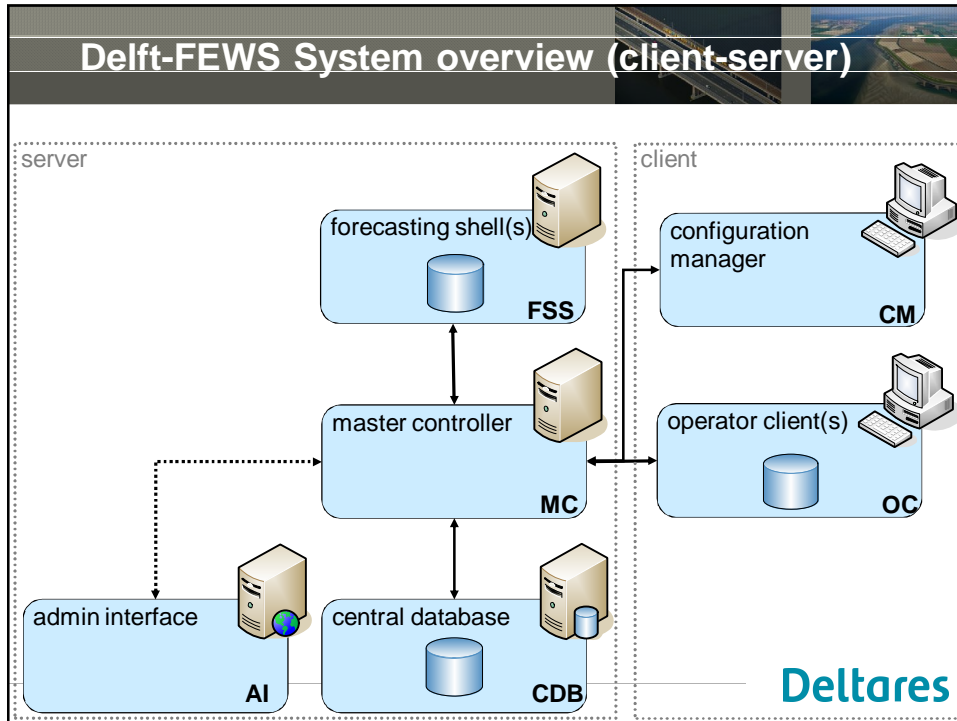 Delft-FEWS System overview (client-server)
server
client
forecasting shell(s)
FSS
configuration
manager
CM
master controller
MC
operator client(s)
OC
admin interface
AI
central database
CDB
Deltares